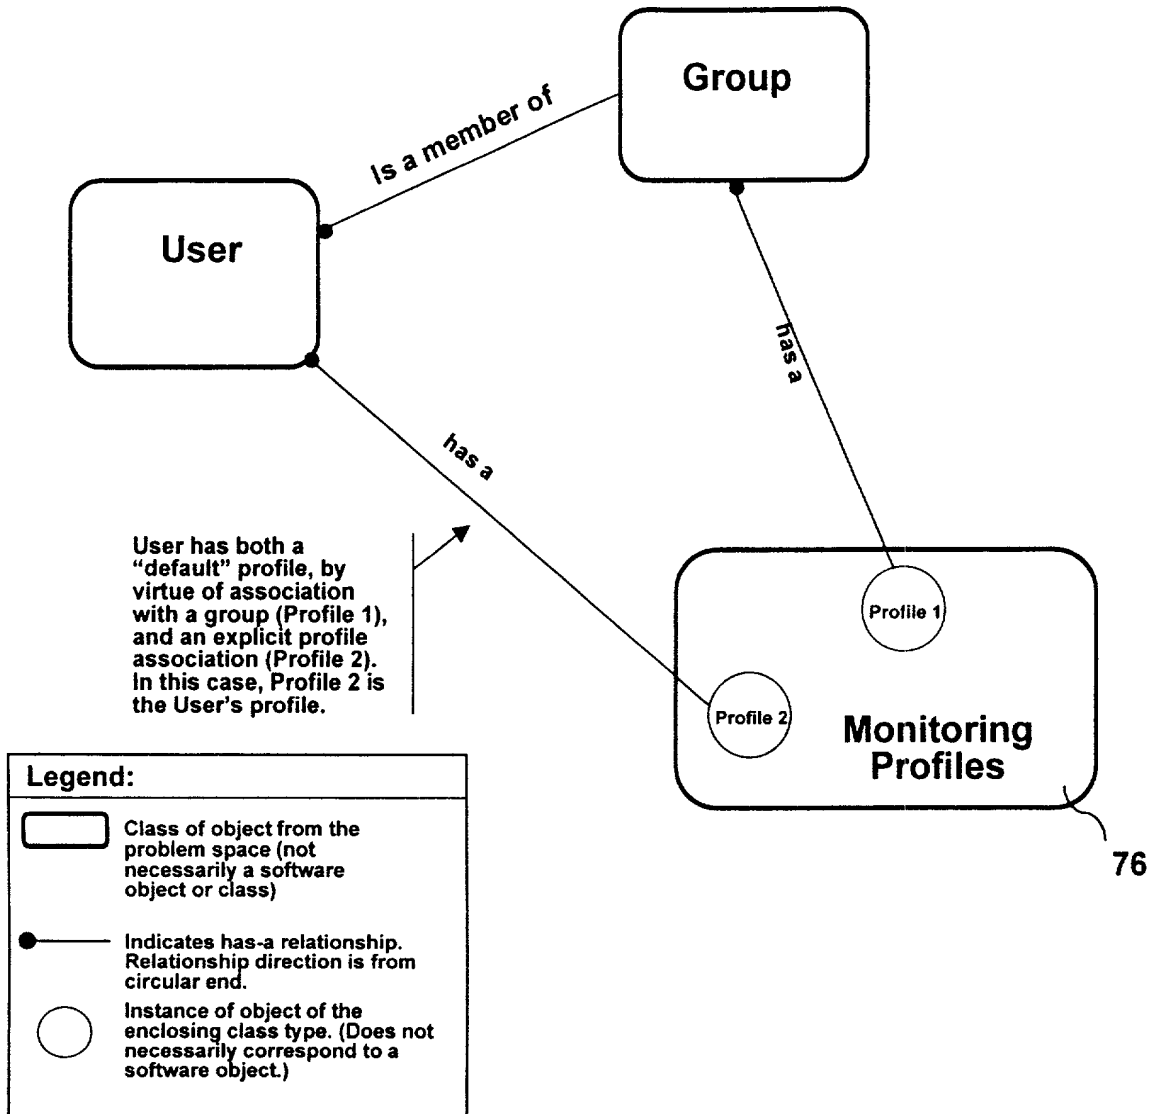 Group
Is a member of
User
has a
has a
User has both a
“default” profile, by
virtue of association
with a group (Profile 1),
and an explicit profile
association (Profile 2).
In this case, Profile 2 is
the User's profile.
Profile 1
Profile 2
Monitoring
Profiles
76
Legend:
Class of object from the
problem space (not
necessarily a software
object or class)
Indicates has-a relationship.
Relationship direction is from
circular end.
Instance of object of the
enclosing class type. (Does not
necessarily correspond to a
software object.)